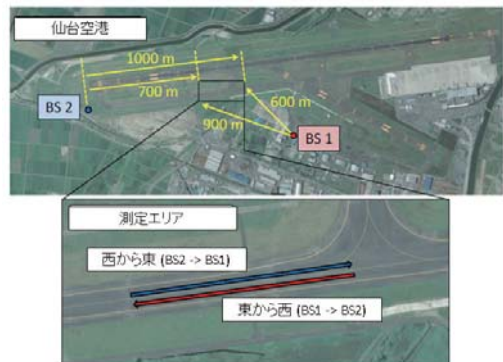 仙台空港
1000 m
700 m
600 m
900 m
BS 2
BS 1
測定エリア
西から東 (BS2 -> BS1)
東から西 (BS1 -> BS2)